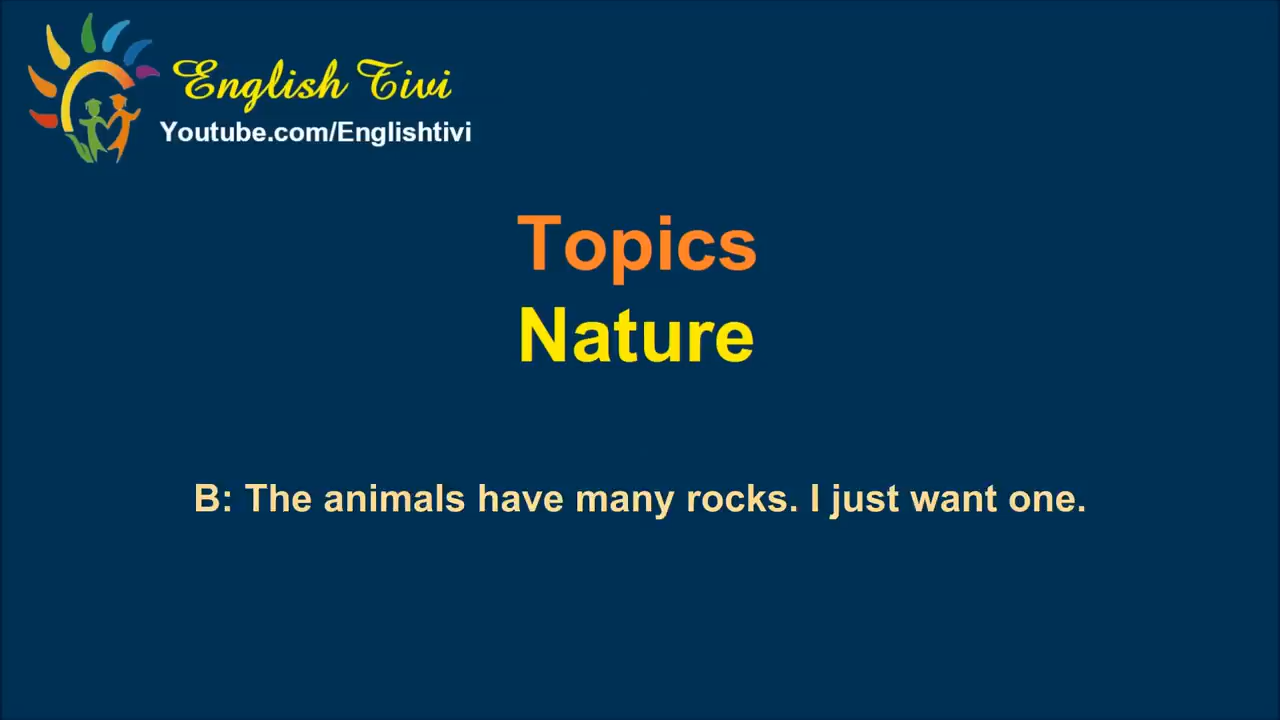 English Tivi
Youtube.com/Englishtivi
Topics
Nature
B: The animals have many rocks. I just want one.